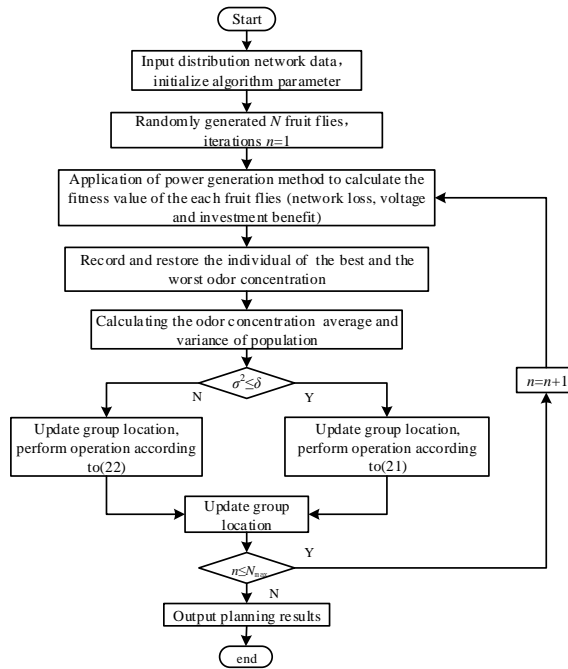 Start
Input distribution network data,
initialize algorithm parameter
Randomly generated N fruit flies,
iterations n=1
Application of power generation method to calculate the
fitness value of the each fruit flies (network loss, voltage
and investment benefit)
Record and restore the individual of the best and the
worst odor concentration
Calculating the odor concentration average and
variance of population
σ²≤δ
N
Y
n=n+1
Update group location,
perform operation according
to(22)
Update group location,
perform operation according
to(21)
Update group
location
Y
n≤Nmax
N
Output planning results
end